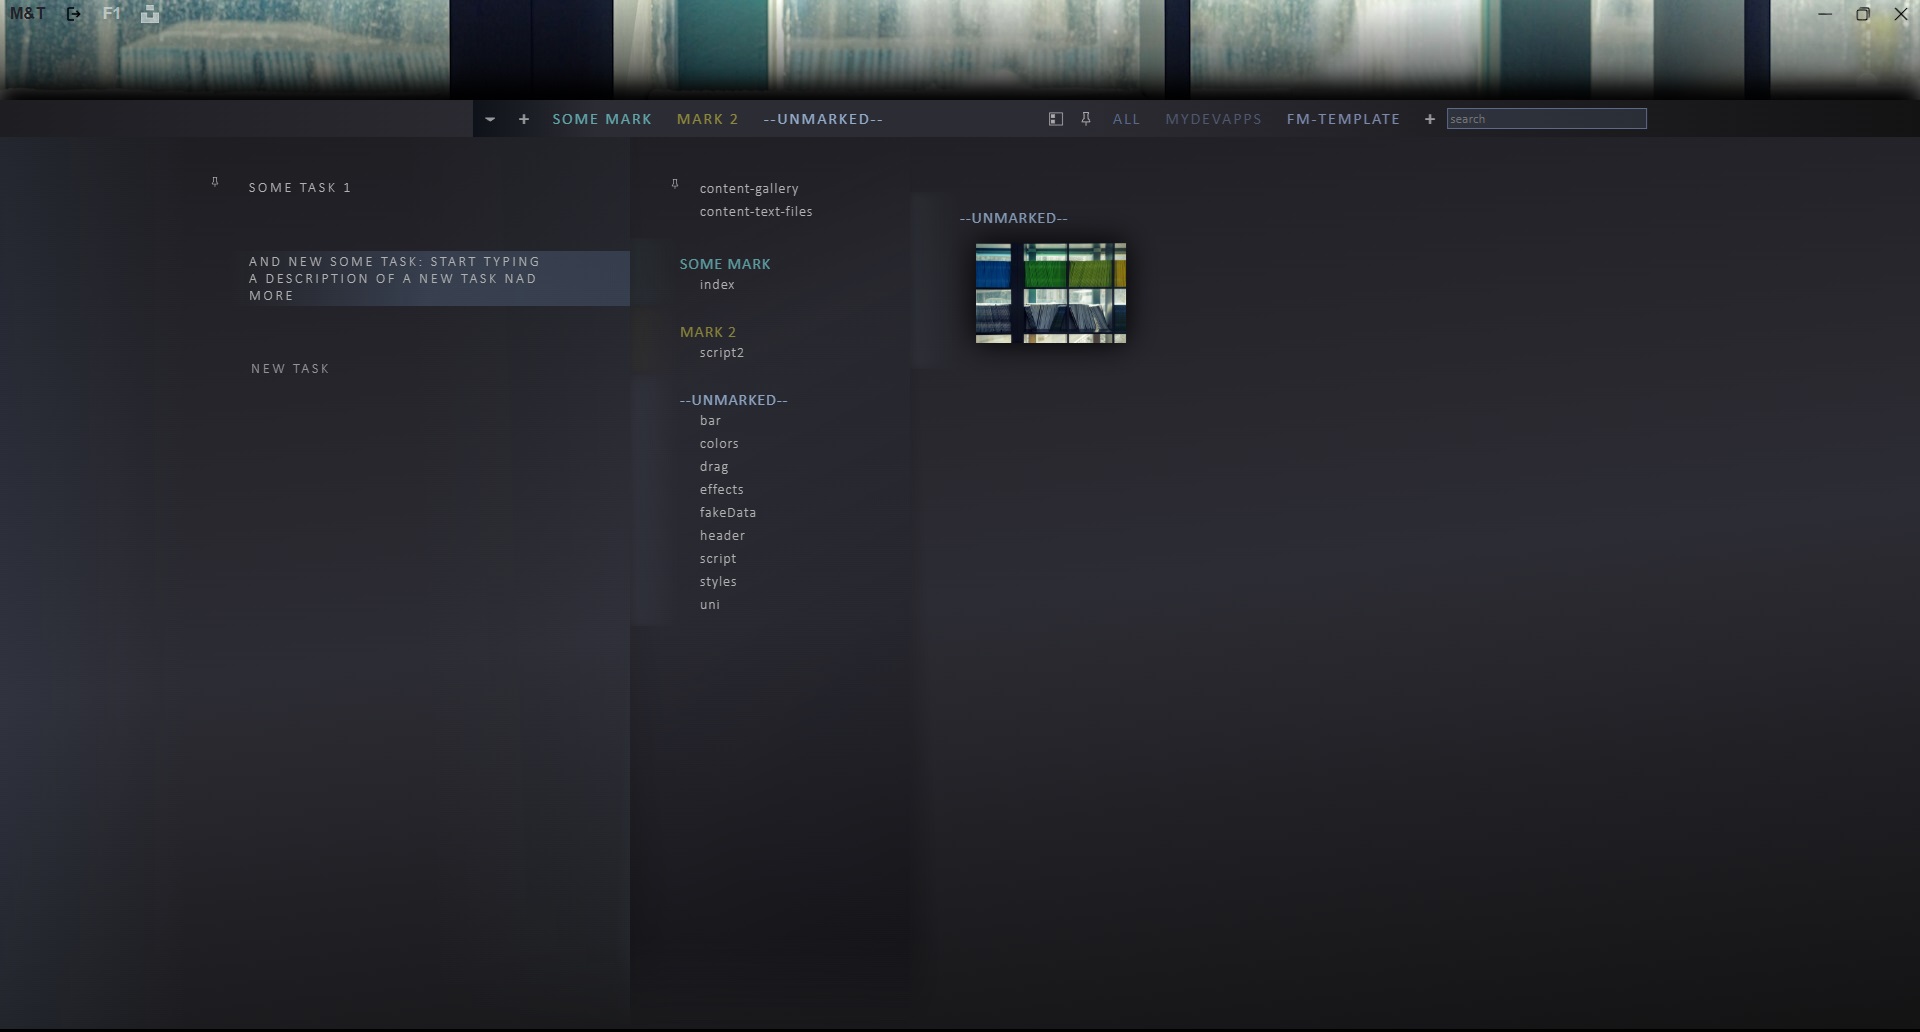 M&T F1
SOME MARK MARK 2 --UNMARKED-- ALL MYDEVAPPS FM-TEMPLATE search
SOME TASK 1
AND NEW SOME TASK: START TYPING
A DESCRIPTION OF A NEW TASK NAD
MORE
NEW TASK
content-gallery
content-text-files
SOME MARK
index
MARK 2
script2
--UNMARKED--
bar
colors
drag
effects
fakeData
header
script
styles
uni
--UNMARKED--